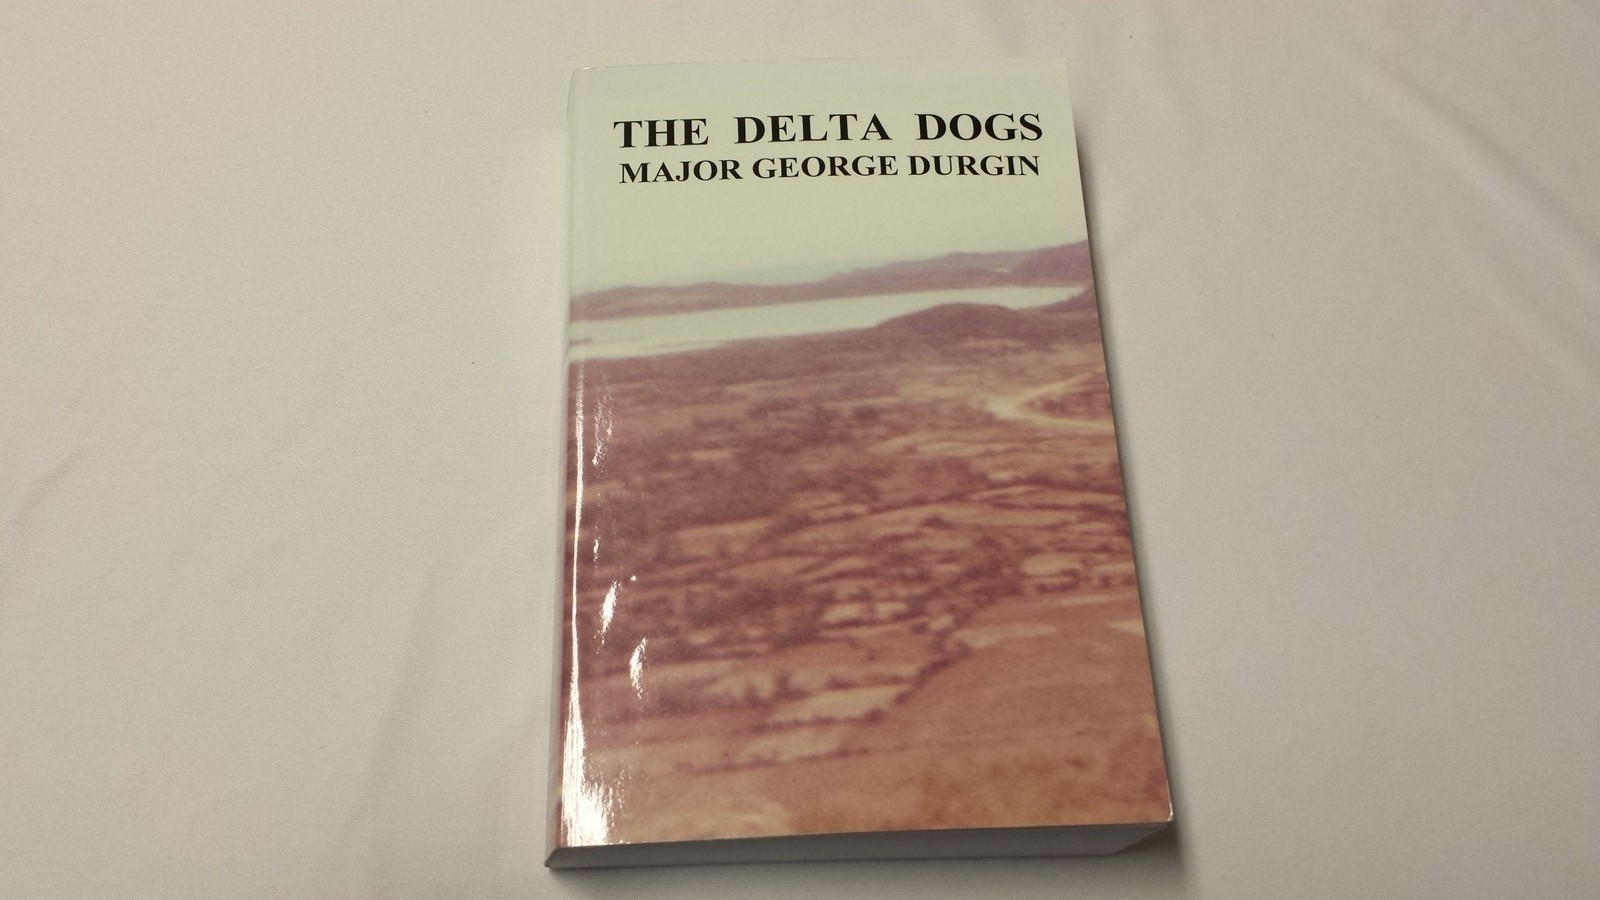 THE DELTA DOGS
MAJOR GEORGE DURGIN